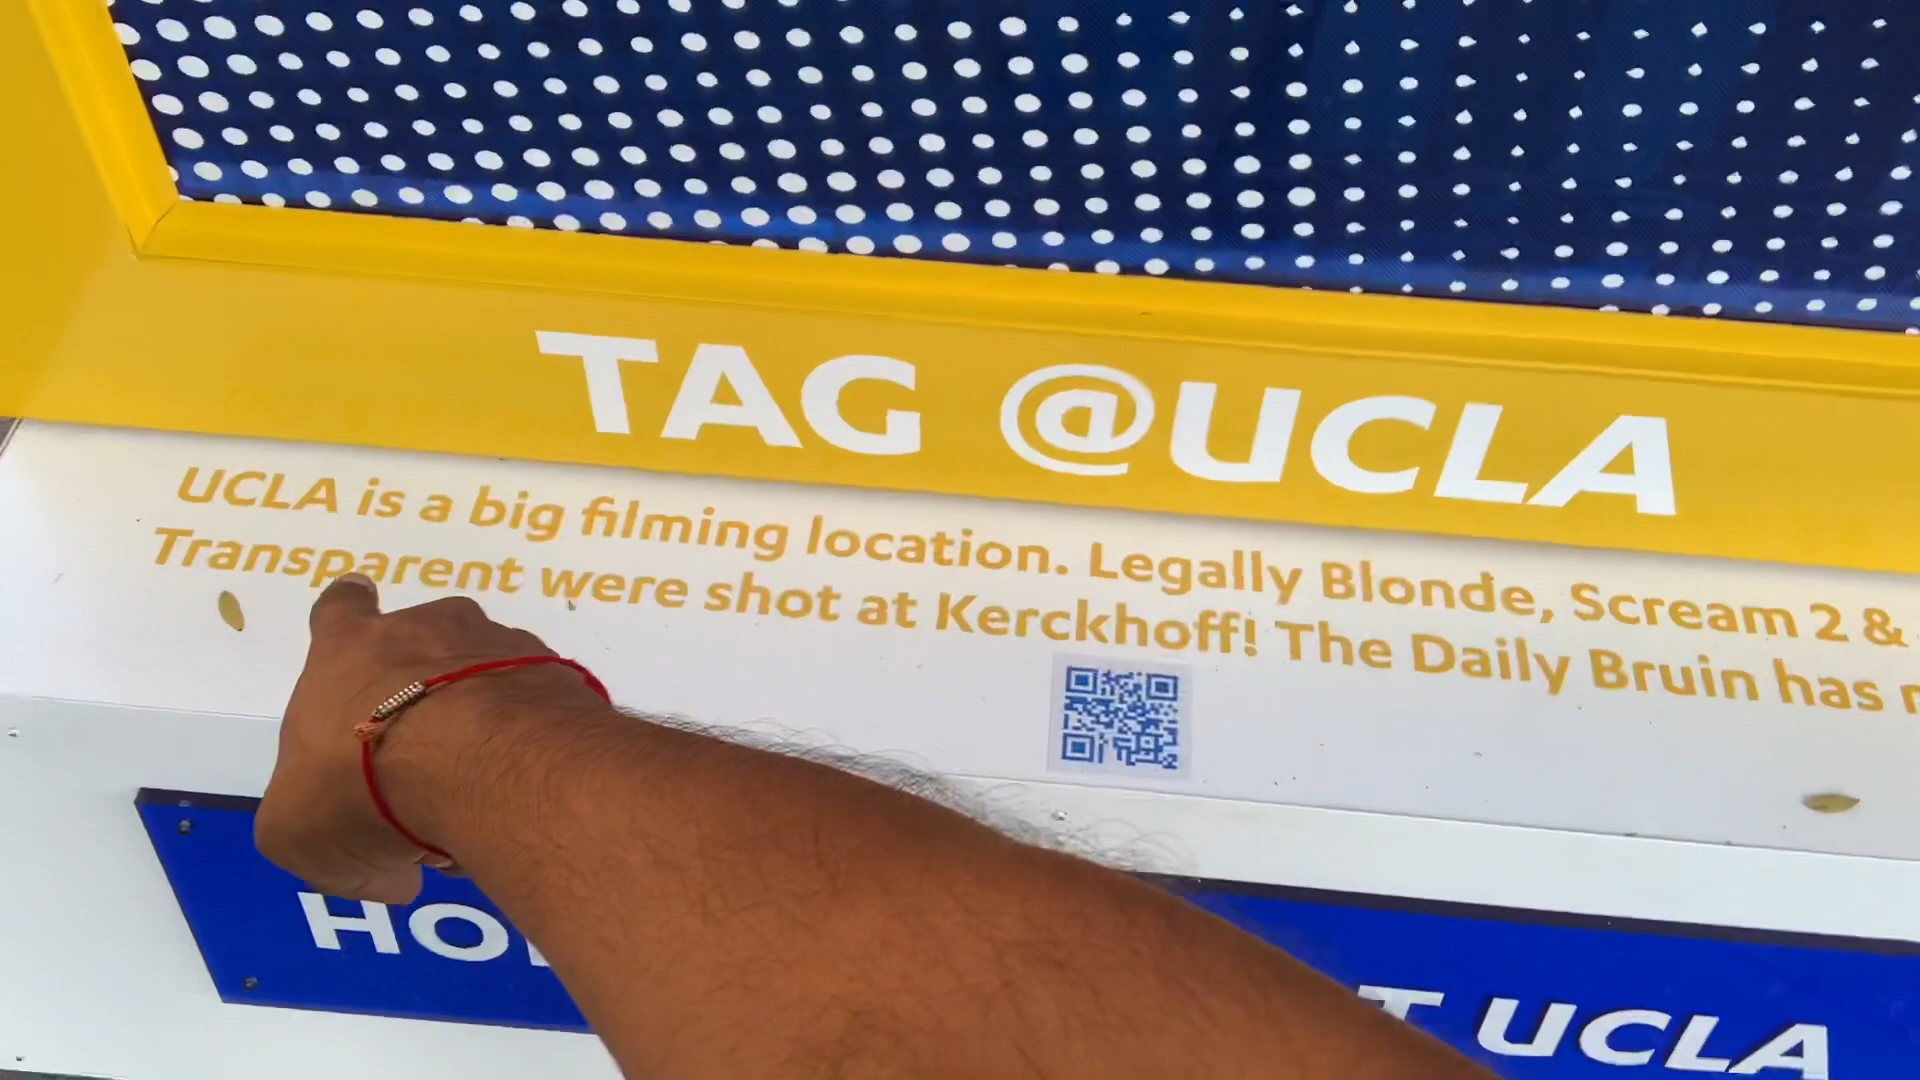 TAG @UCLA
UCLA is a big filming location. Legally Blonde, Scream 2 &
Transparent were shot at Kerckhoff! The Daily Bruin has
UCLA